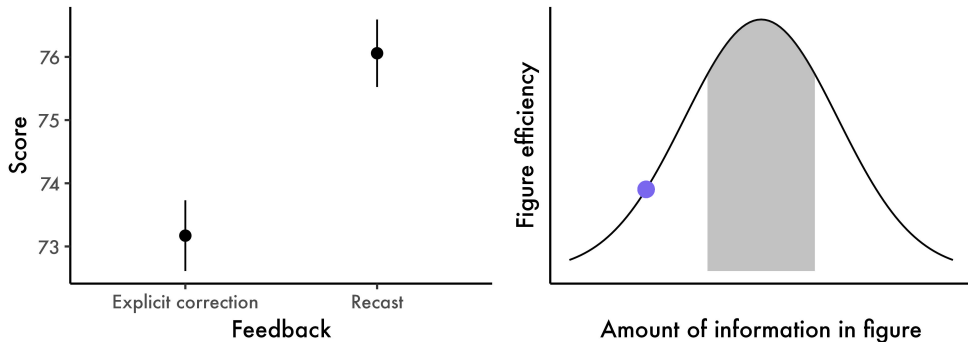 Score
76
75
74
73
Explicit correction
Recast
Feedback
Figure efficiency
Amount of information in figure